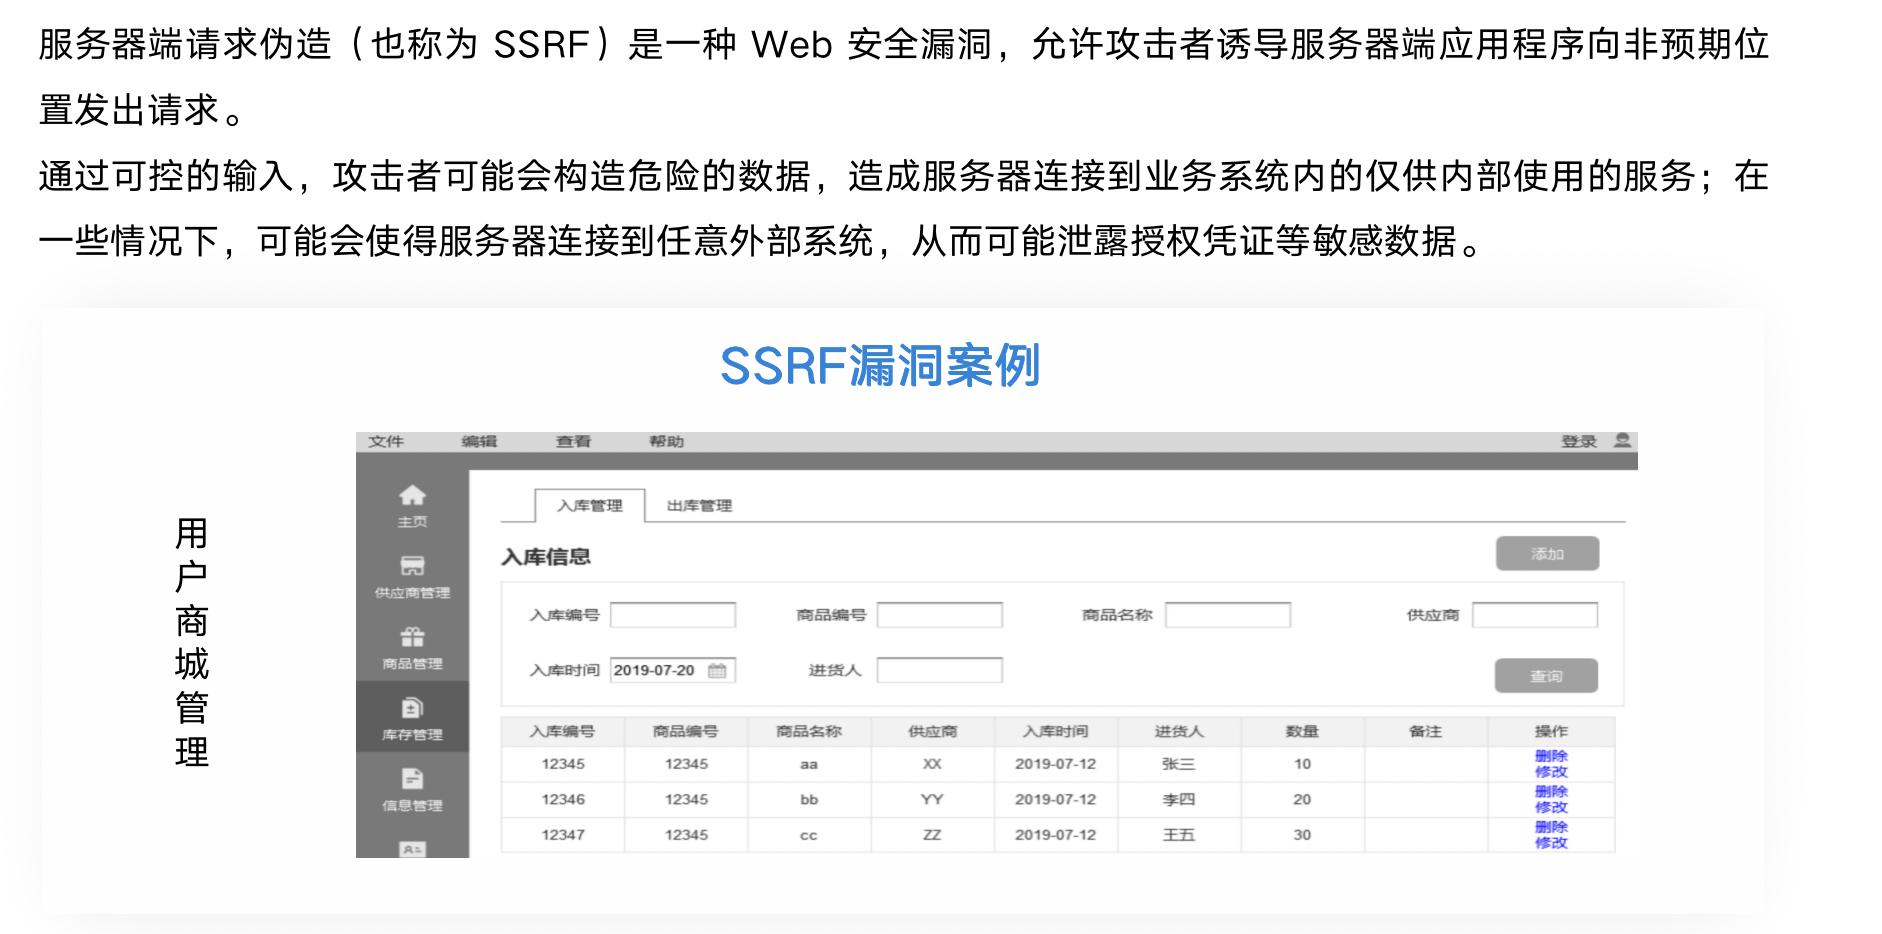 服务器端请求伪造（也称为 SSRF）是一种 Web 安全漏洞，允许攻击者诱导服务器端应用程序向非预期位
置发出请求。
通过可控的输入，攻击者可能会构造危险的数据，造成服务器连接到业务系统内的仅供内部使用的服务；在
一些情况下，可能会使得服务器连接到任意外部系统，从而可能泄露授权凭证等敏感数据。
SSRF漏洞案例
用户商城管理
文件 编辑 查看 帮助 登录
主页
供应商管理
商品管理
库存管理
信息管理
入库管理 出库管理
入库信息 添加
入库编号 商品编号 商品名称 供应商
入库时间 2019-07-20 进货人 查询
入库编号 商品编号 商品名称 供应商 入库时间 进货人 数量 备注 操作
12345 12345 aa XX 2019-07-12 张三 10 删除 修改
12346 12345 bb YY 2019-07-12 李四 20 删除 修改
12347 12345 cc ZZ 2019-07-12 王五 30 删除 修改